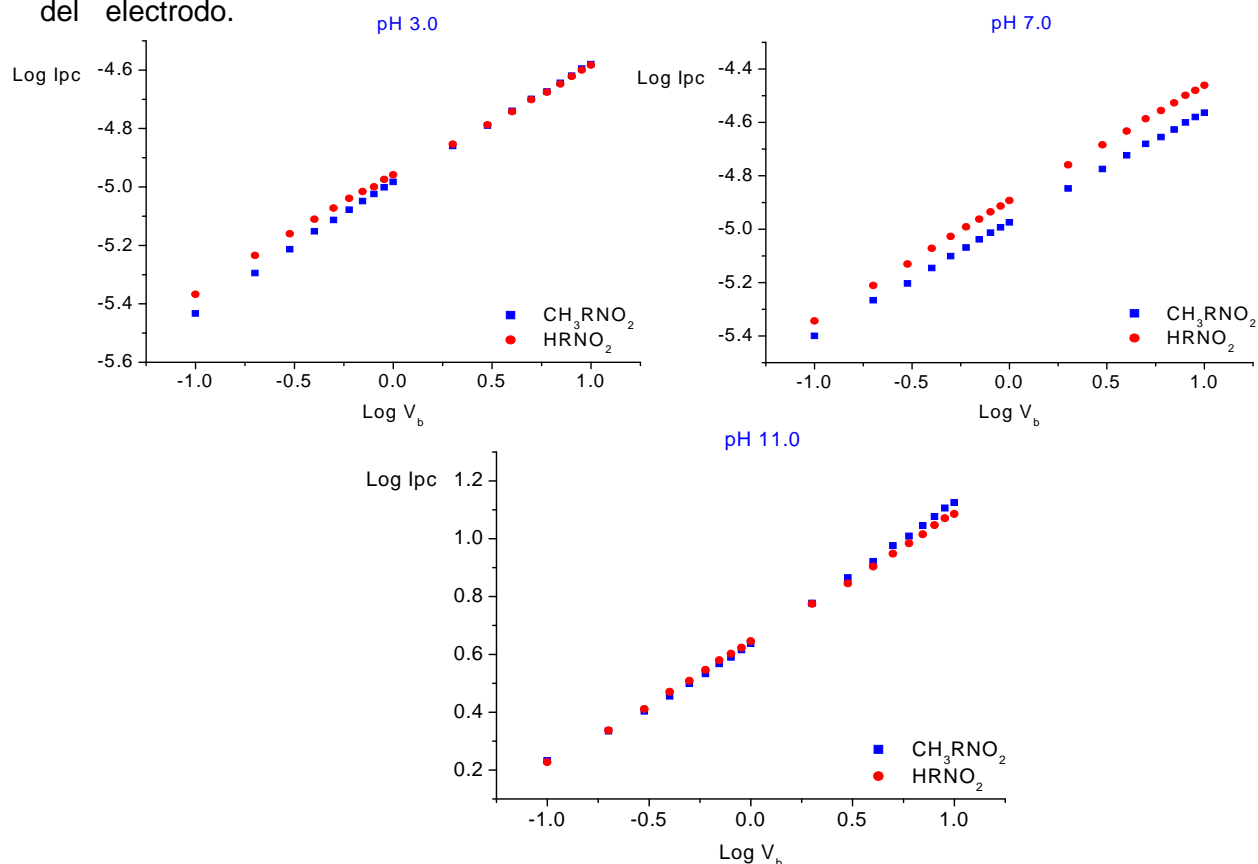 del electrodo.
pH 3.0
Log Ipc
-4.6
-4.8
-5.0
-5.2
-5.4
-5.6
-1.0 -0.5 0.0 0.5 1.0
Log V_b
CH₃RNO₂
HRNO₂
pH 7.0
Log Ipc
-4.4
-4.6
-4.8
-5.0
-5.2
-5.4
-1.0 -0.5 0.0 0.5 1.0
Log V_b
CH₃RNO₂
HRNO₂
pH 11.0
Log Ipc
1.2
1.0
0.8
0.6
0.4
0.2
-1.0 -0.5 0.0 0.5 1.0
Log V_b
CH₃RNO₂
HRNO₂